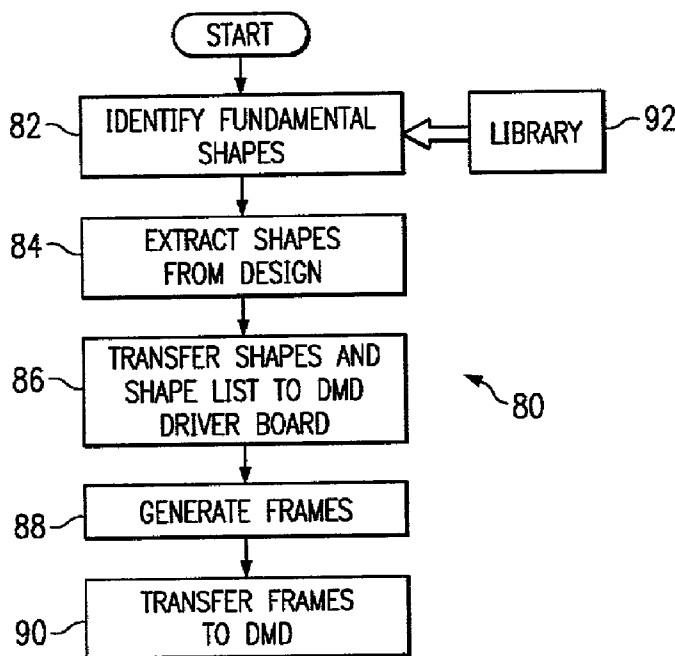 START
82
IDENTIFY FUNDAMENTAL
SHAPES
LIBRARY
92
84
EXTRACT SHAPES
FROM DESIGN
86
TRANSFER SHAPES AND
SHAPE LIST TO DMD
DRIVER BOARD
80
88
GENERATE FRAMES
90
TRANSFER FRAMES
TO DMD